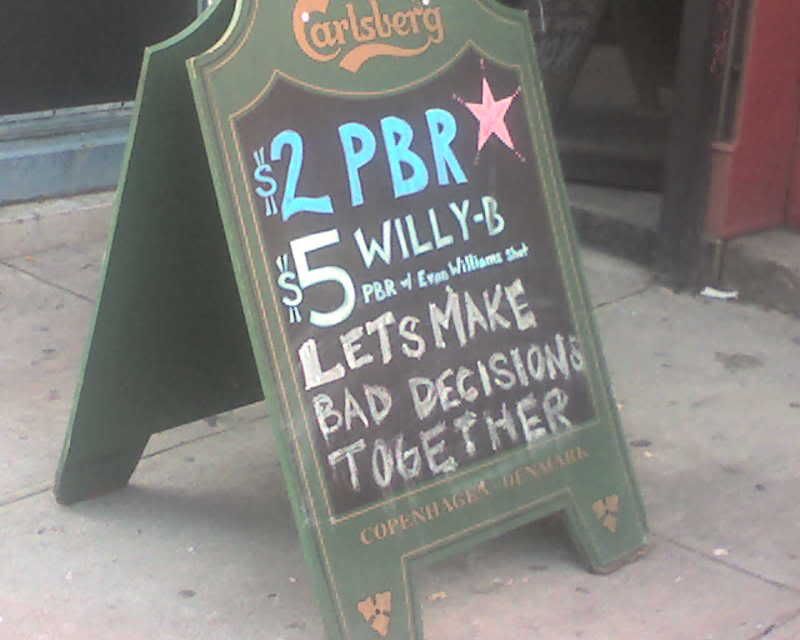 Carlsberg
$2 PBR
$5 WILLY-B
PBR w/ Evan Williams Shot
LETS MAKE
BAD DECISIONS
TOGETHER
COPENHAGEN DENMARK